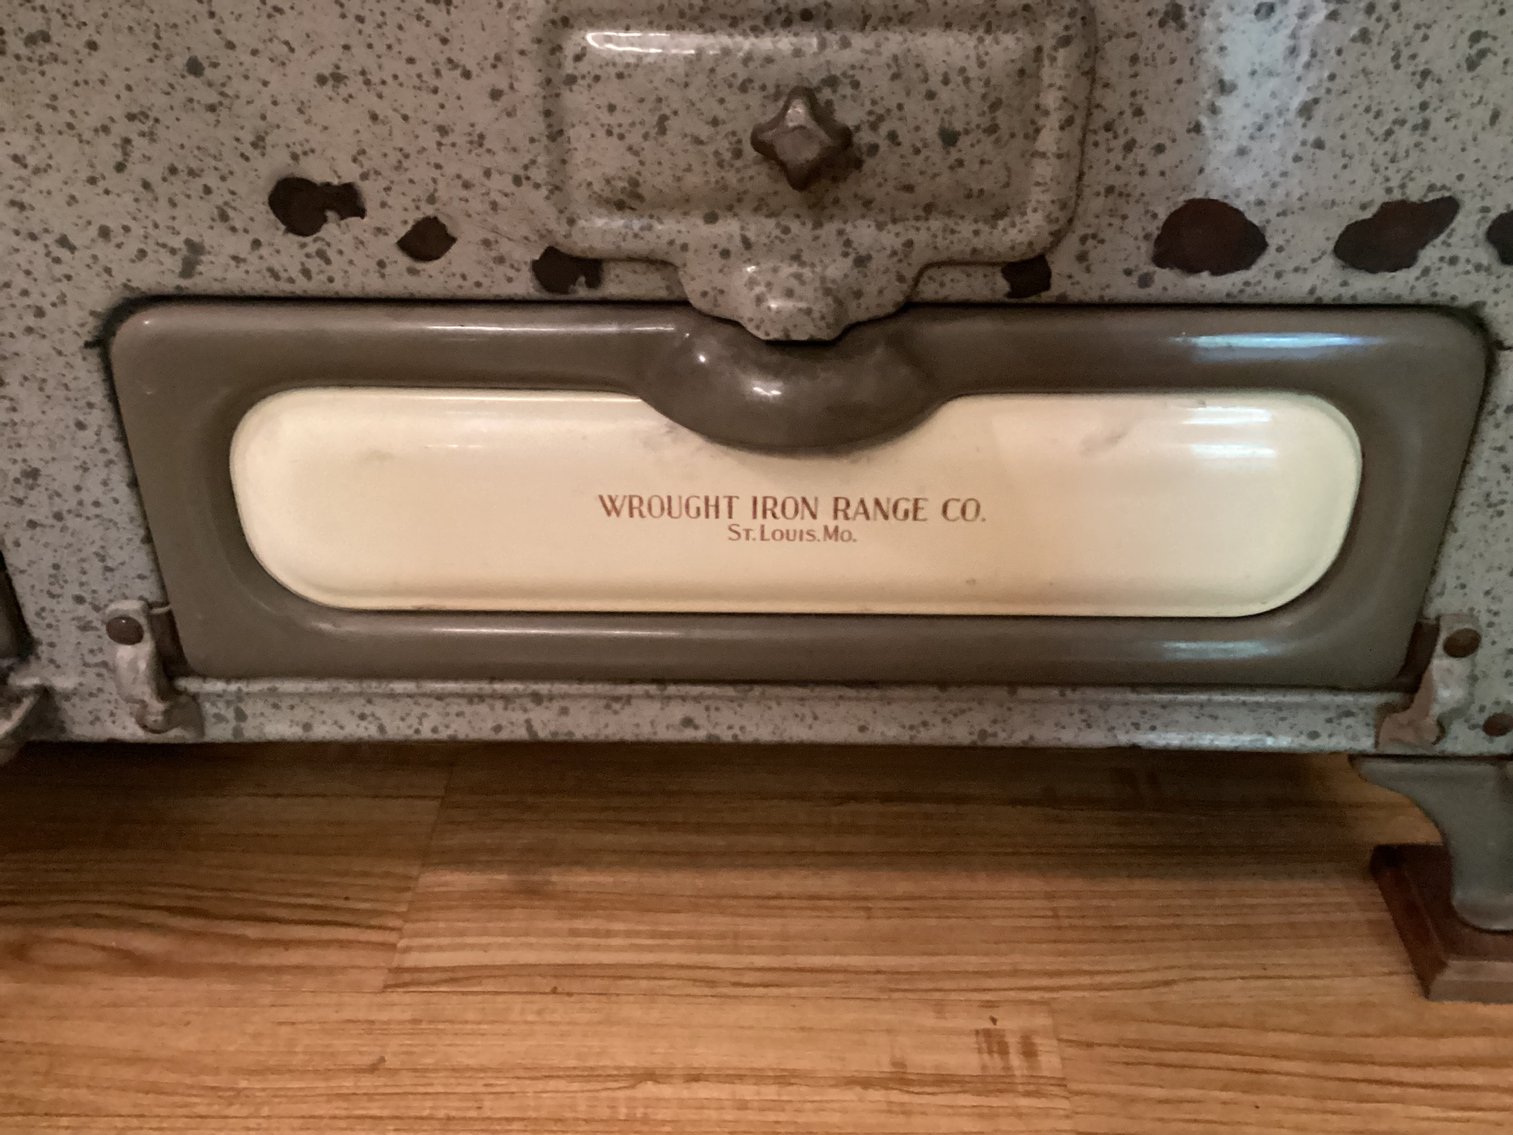 WROUGHT IRON RANGE CO.
ST. LOUIS. MO.